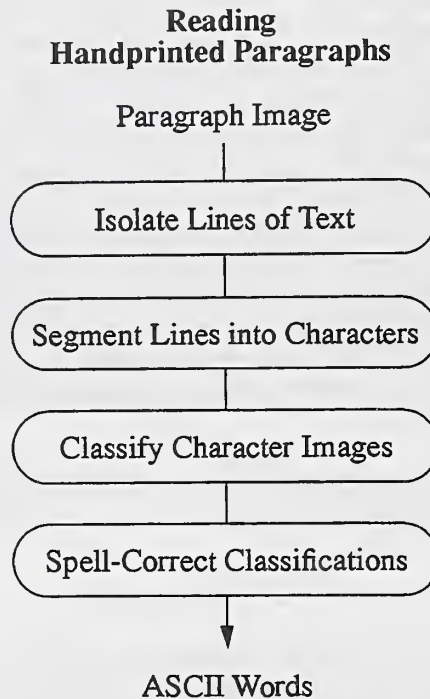 Reading
Handprinted Paragraphs
Paragraph Image
Isolate Lines of Text
Segment Lines into Characters
Classify Character Images
Spell-Correct Classifications
ASCII Words